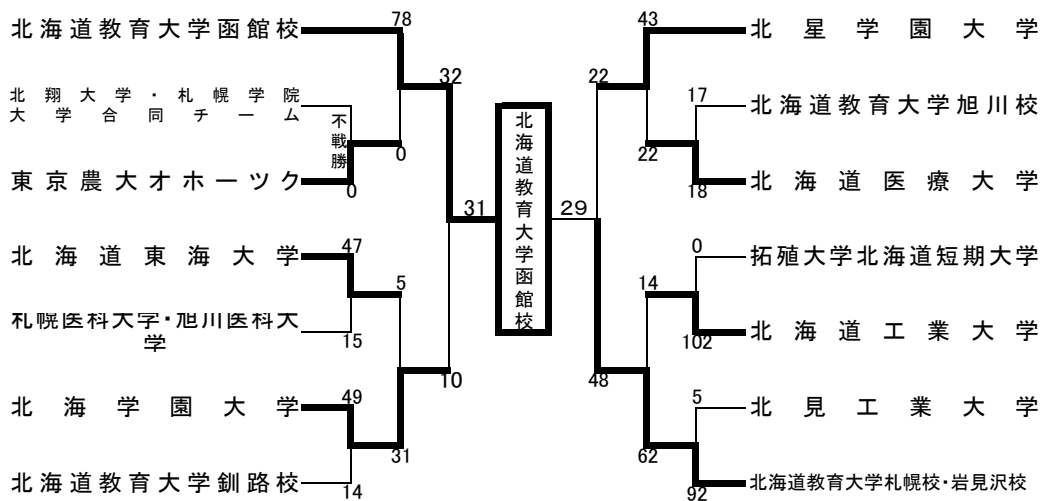 78
43
北海道教育大学函館校
北星学園大学
32
22
北翔大学・札幌学院
大学合同チーム
17
北海道教育大学旭川校
不戦勝
0
22
東京農大オホーツク
0
18
北海道医療大学
31
北海道教育大学函館校
29
47
0
北海道東海大学
拓殖大学北海道短期大学
5
14
札幌医科大学・旭川医科大
学
15
102
北海道工業大学
10
48
49
5
北海学園大学
北見工業大学
31
62
北海道教育大学釧路校
14
92
北海道教育大学札幌校・岩見沢校